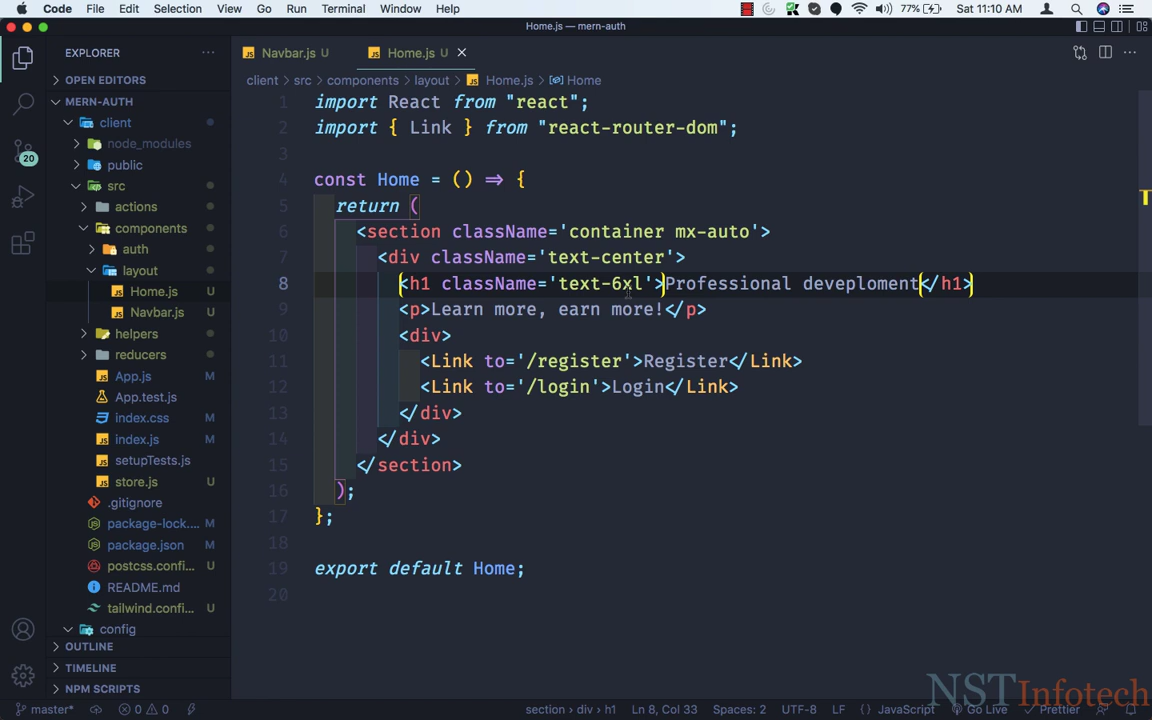 Code File Edit Selection View Go Run Terminal Window Help 77% Sat 11:10 AM
Home.js — mern-auth
EXPLORER
OPEN EDITORS
MERN-AUTH
client
node_modules
public
src
actions
components
auth
layout
Home.js U
Navbar.js U
helpers
reducers
App.js M
App.test.js
index.css M
index.js M
setupTests.js
store.js U
.gitignore
package-lock.... M
package.json M
postcss.confi... U
README.md
tailwind.confi... U
config
OUTLINE
TIMELINE
NPM SCRIPTS
20
Navbar.js U Home.js U
client > src > components > layout > Home.js > Home
1 import React from "react";
2 import { Link } from "react-router-dom";
3
4 const Home = () => {
5 return (
6 <section className='container mx-auto'>
7 <div className='text-center'>
8 <h1 className='text-6xl'>Professional deveploment</h1>
9 <p>Learn more, earn more!</p>
10 <div>
11 <Link to='/register'>Register</Link>
12 <Link to='/login'>Login</Link>
13 </div>
14 </div>
15 </section>
16 );
17 };
18
19 export default Home;
20
NST Infotech
master* 0 0 section > div > h1 Ln 8, Col 33 Spaces: 2 UTF-8 LF {} JavaScript Go Live Prettier